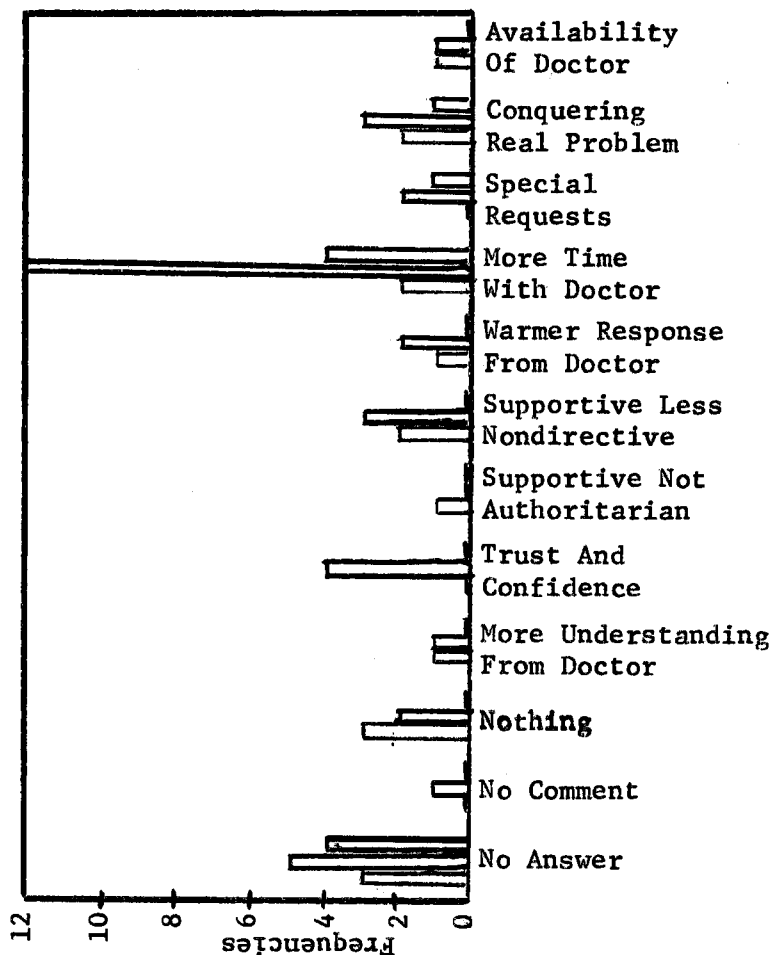 Availability
Of Doctor
Conquering
Real Problem
Special
Requests
More Time
With Doctor
Warmer Response
From Doctor
Supportive Less
Nondirective
Supportive Not
Authoritarian
Trust And
Confidence
More Understanding
From Doctor
Nothing
No Comment
No Answer
12 10 8 6 4 2 0
Frequencies